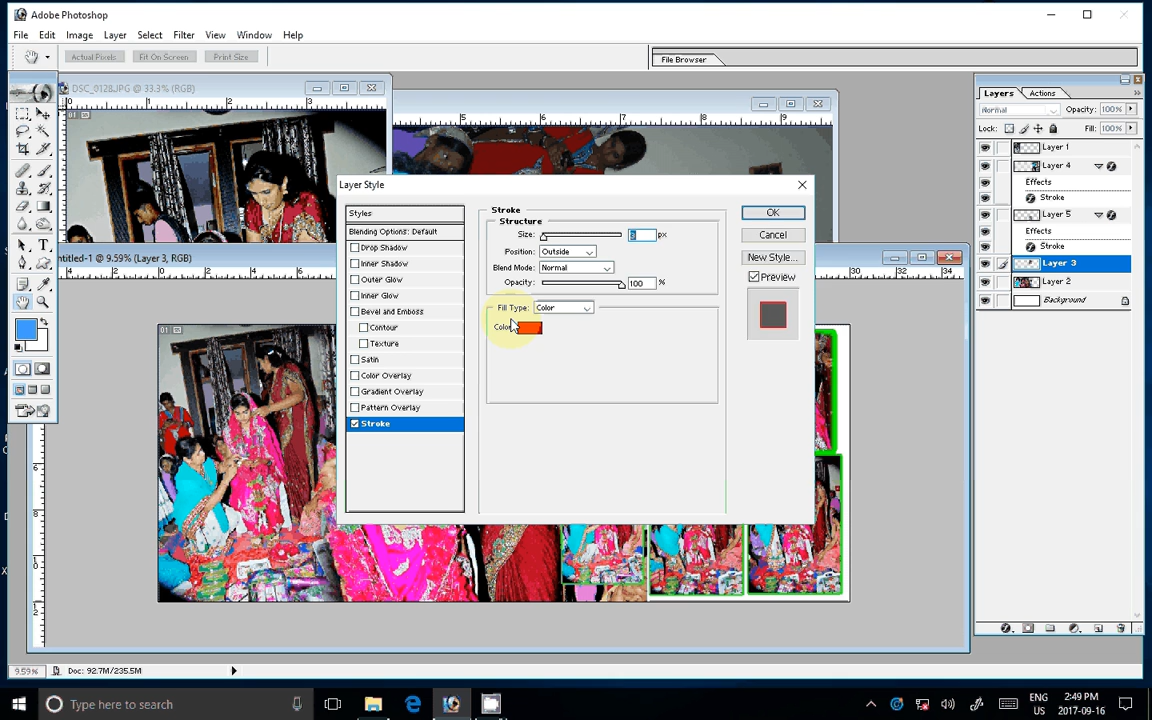 Adobe Photoshop
File Edit Image Layer Select Filter View Window Help
Actual Pixels Fit On Screen Print Size
File Browser
DSC_0128.JPG @ 33.3% (RGB)
Layers Actions
Normal Opacity: 100%
Lock: Fill: 100%
Layer 1
Layer 4
Effects
Stroke
Layer 5
Effects
Stroke
Layer 3
Layer 2
Background
ntitled-1 @ 9.59% (Layer 3, RGB)
Layer Style
Styles
Blending Options: Default
Drop Shadow
Inner Shadow
Outer Glow
Inner Glow
Bevel and Emboss
Contour
Texture
Satin
Color Overlay
Gradient Overlay
Pattern Overlay
Stroke
Stroke
Structure
Size: 3 px
Position: Outside
Blend Mode: Normal
Opacity: 100 %
Fill Type: Color
Color:
OK
Cancel
New Style...
Preview
9.59% Doc: 92.7M/235.5M
Type here to search
ENG
US
2:49 PM
2017-09-16